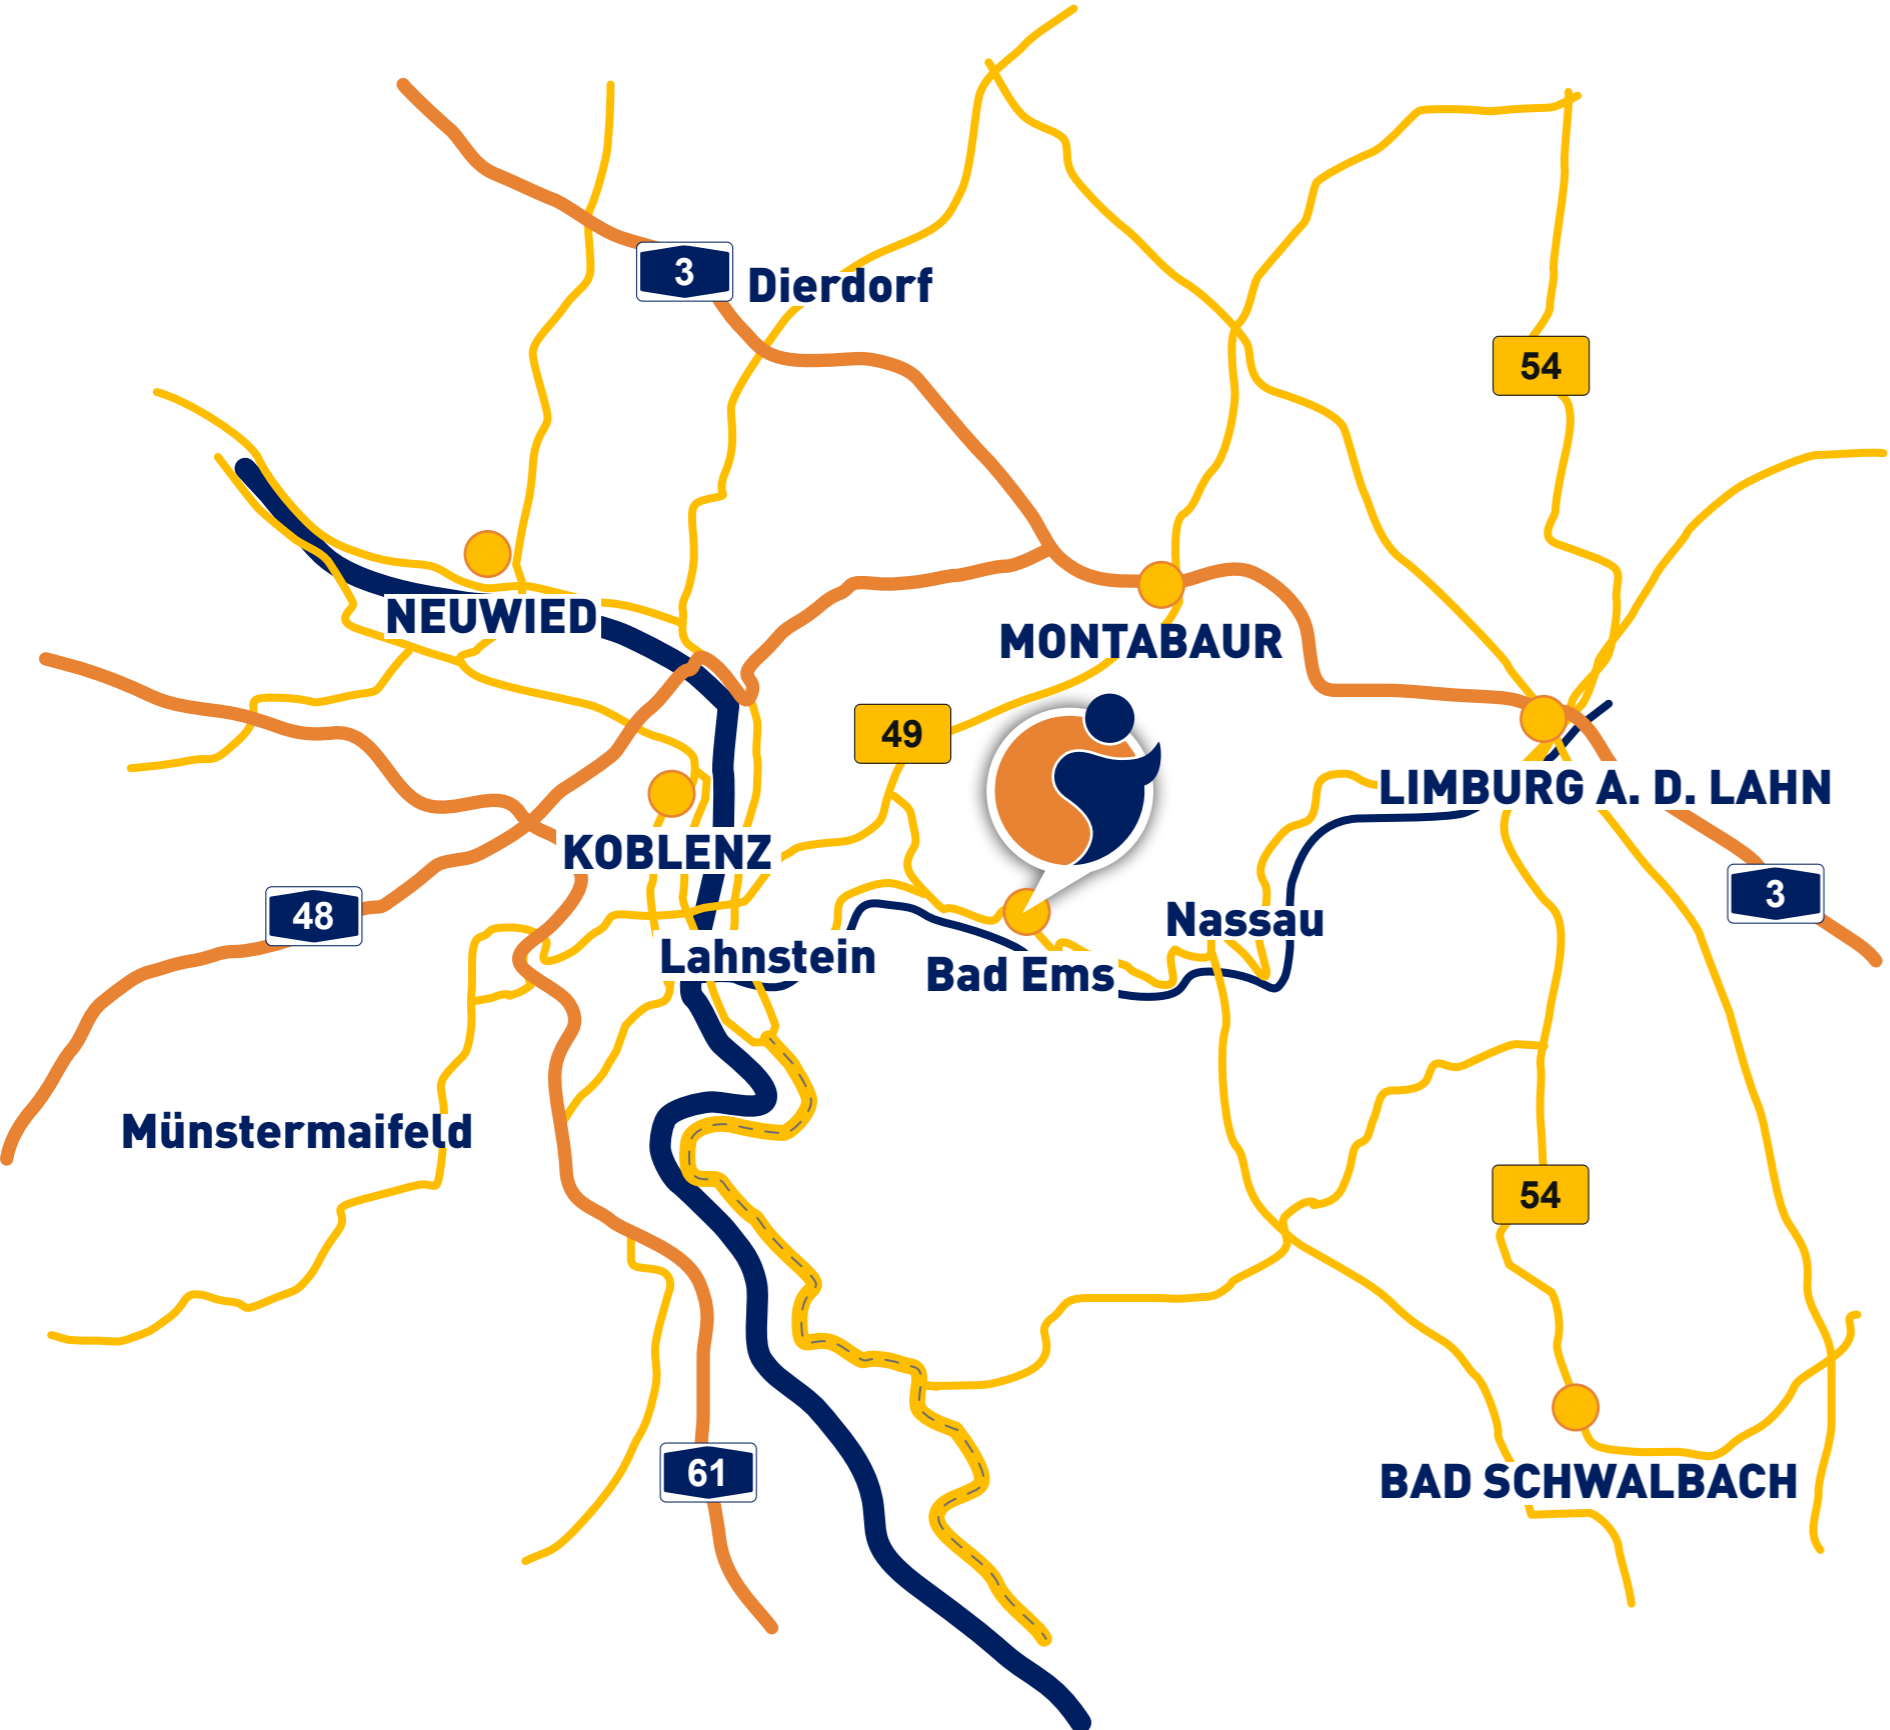 3
Dierdorf
54
NEUWIED
MONTABAUR
49
LIMBURG A. D. LAHN
KOBLENZ
3
48
Nassau
Lahnstein
Bad Ems
Münstermaifeld
54
61
BAD SCHWALBACH